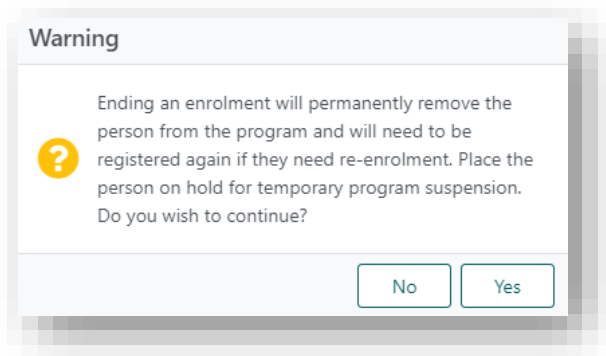 Warning
Ending an enrolment will permanently remove the
person from the program and will need to be
registered again if they need re-enrolment. Place the
person on hold for temporary program suspension.
Do you wish to continue?
No
Yes